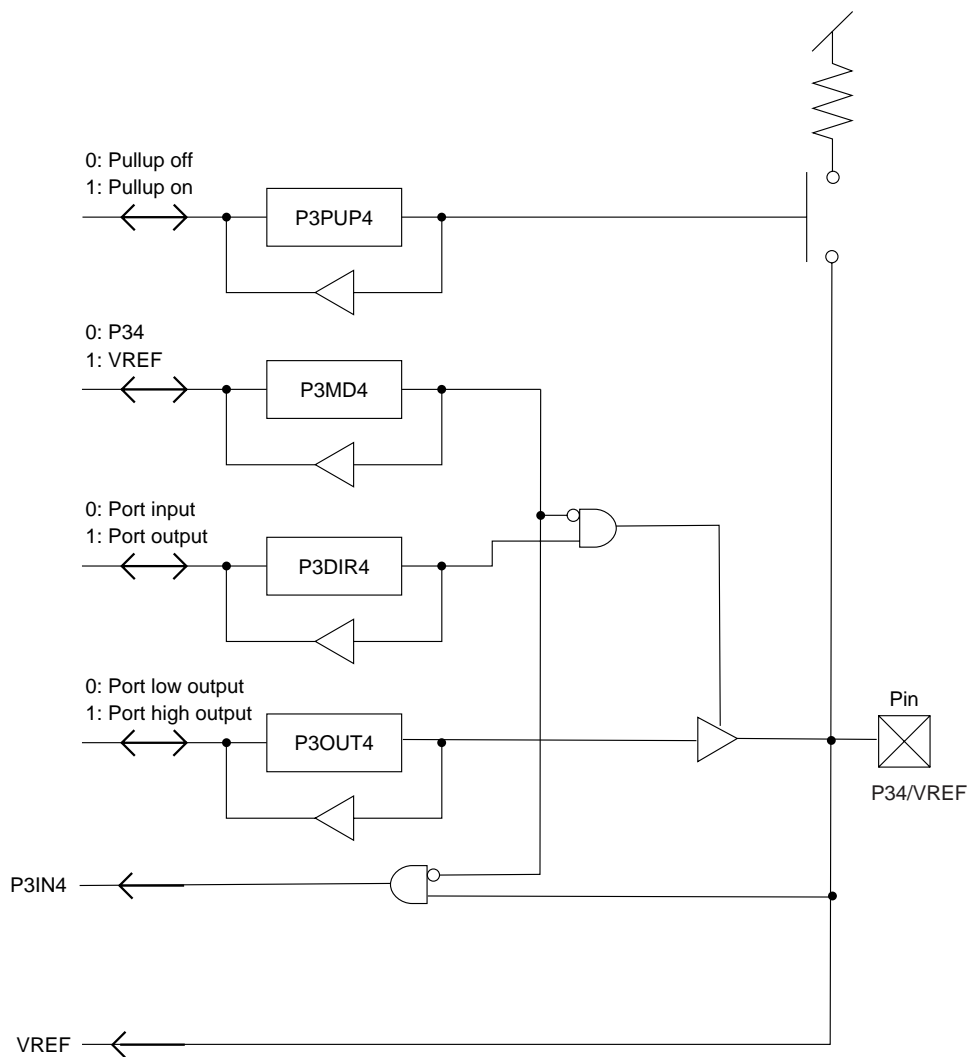 0: Pullup off
1: Pullup on
P3PUP4
0: P34
1: VREF
P3MD4
0: Port input
1: Port output
P3DIR4
0: Port low output
1: Port high output
P3OUT4
Pin
P34/VREF
P3IN4
VREF